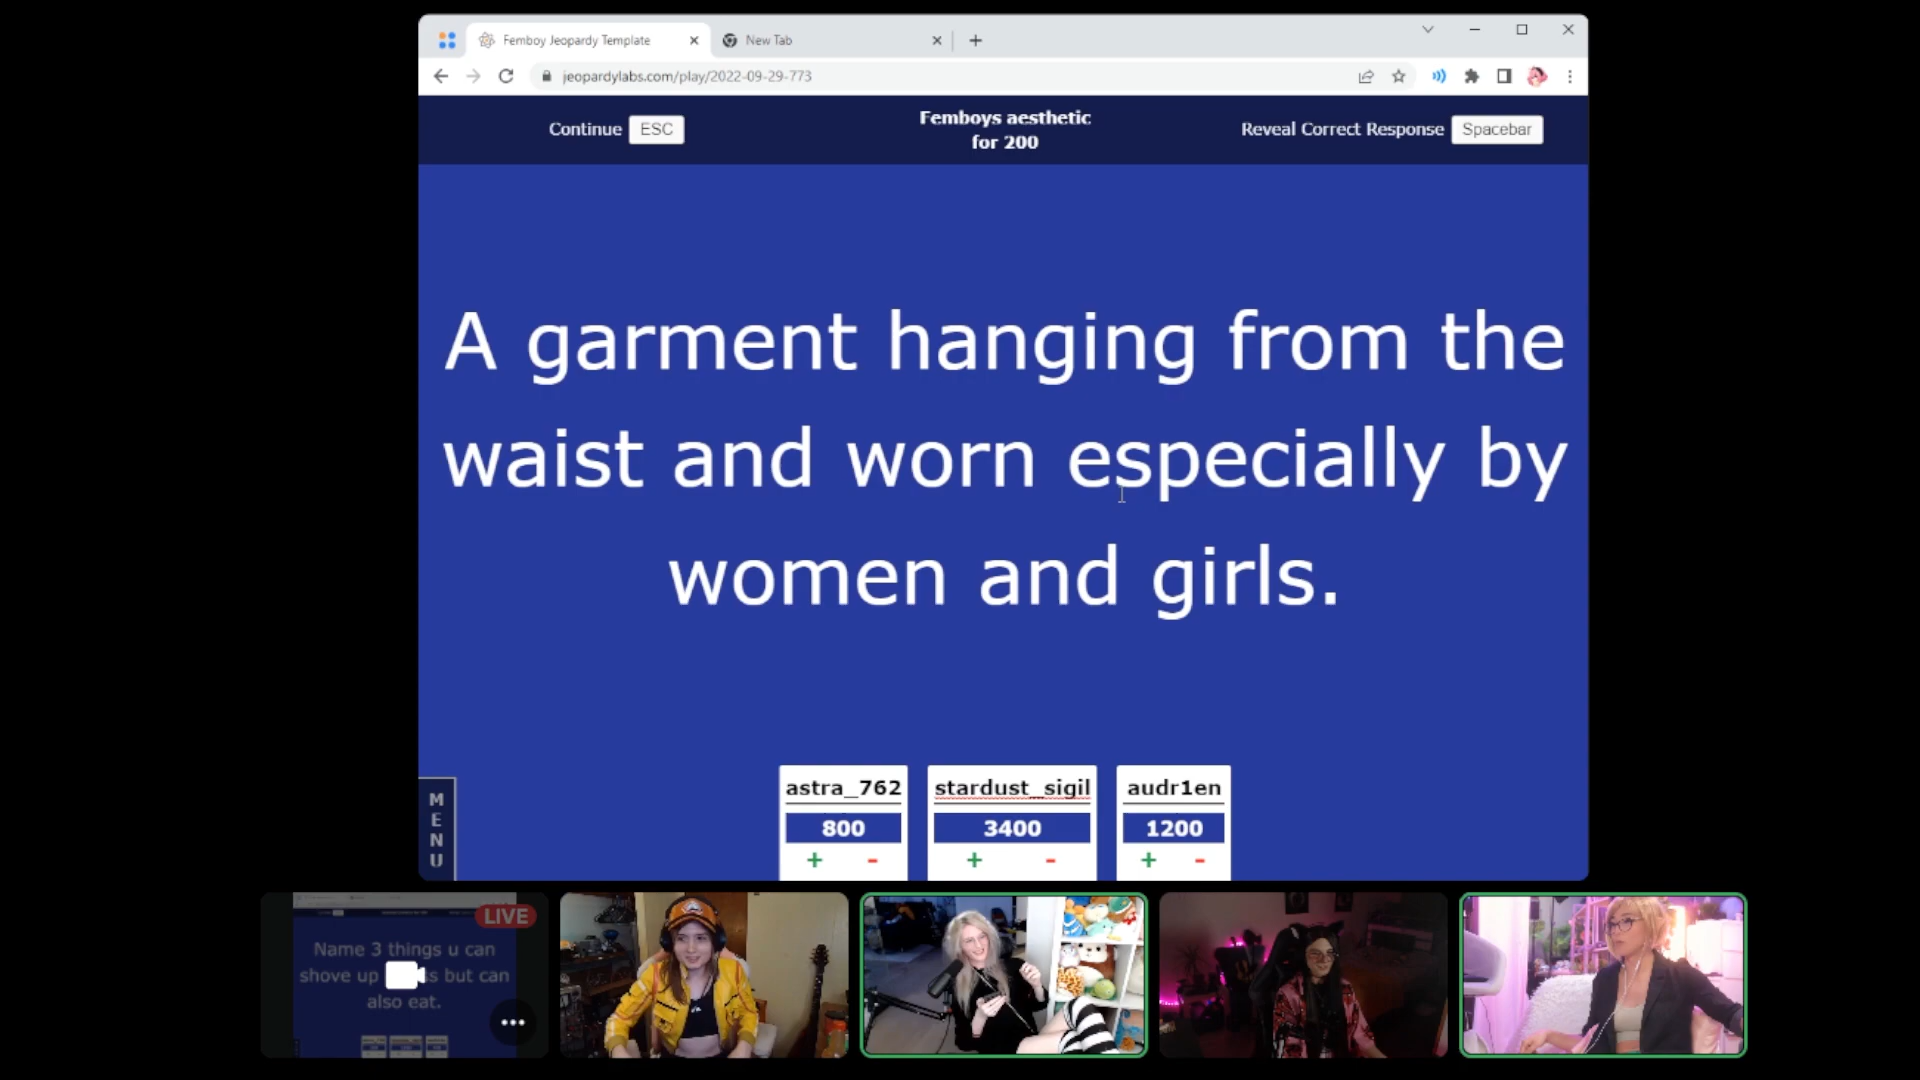 Femboy Jeopardy Template
New Tab
jeopardylabs.com/play/2022-09-29-773
Continue ESC
Femboys aesthetic
for 200
Reveal Correct Response Spacebar
A garment hanging from the
waist and worn especially by
women and girls.
M
E
N
U
astra_762 stardust_sigil audr1en
800 3400 1200
+ - + - + -
LIVE
Name 3 things u can
shove up but can
also eat.